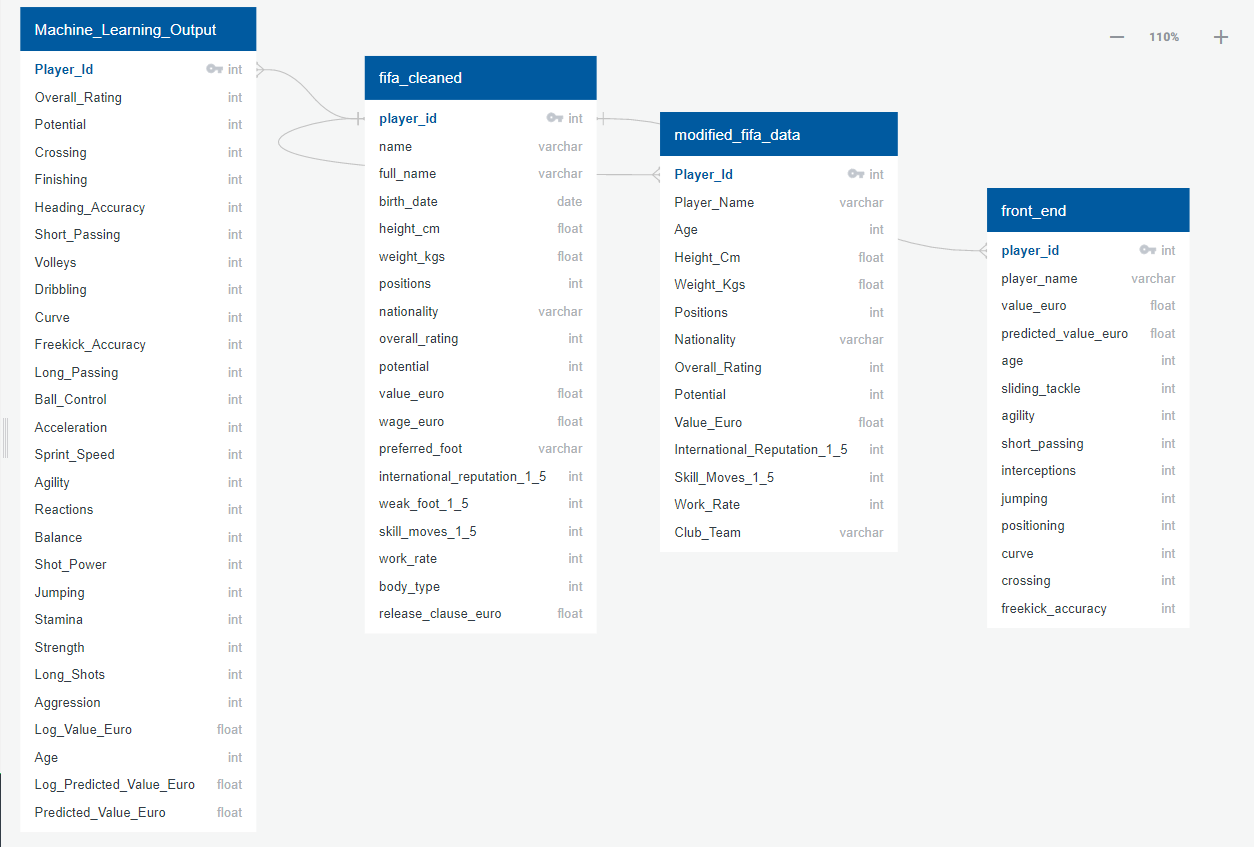 Machine_Learning_Output
Player_Id int
Overall_Rating int
Potential int
Crossing int
Finishing int
Heading_Accuracy int
Short_Passing int
Volleys int
Dribbling int
Curve int
Freekick_Accuracy int
Long_Passing int
Ball_Control int
Acceleration int
Sprint_Speed int
Agility int
Reactions int
Balance int
Shot_Power int
Jumping int
Stamina int
Strength int
Long_Shots int
Aggression int
Log_Value_Euro float
Age int
Log_Predicted_Value_Euro float
Predicted_Value_Euro float
fifa_cleaned
player_id int
name varchar
full_name varchar
birth_date date
height_cm float
weight_kgs float
positions int
nationality varchar
overall_rating int
potential int
value_euro float
wage_euro float
preferred_foot varchar
international_reputation_1_5 int
weak_foot_1_5 int
skill_moves_1_5 int
work_rate int
body_type int
release_clause_euro float
modified_fifa_data
Player_Id int
Player_Name varchar
Age int
Height_Cm float
Weight_Kgs float
Positions int
Nationality varchar
Overall_Rating int
Potential int
Value_Euro float
International_Reputation_1_5 int
Skill_Moves_1_5 int
Work_Rate int
Club_Team varchar
110%
front_end
player_id int
player_name varchar
value_euro float
predicted_value_euro float
age int
sliding_tackle int
agility int
short_passing int
interceptions int
jumping int
positioning int
curve int
crossing int
freekick_accuracy int